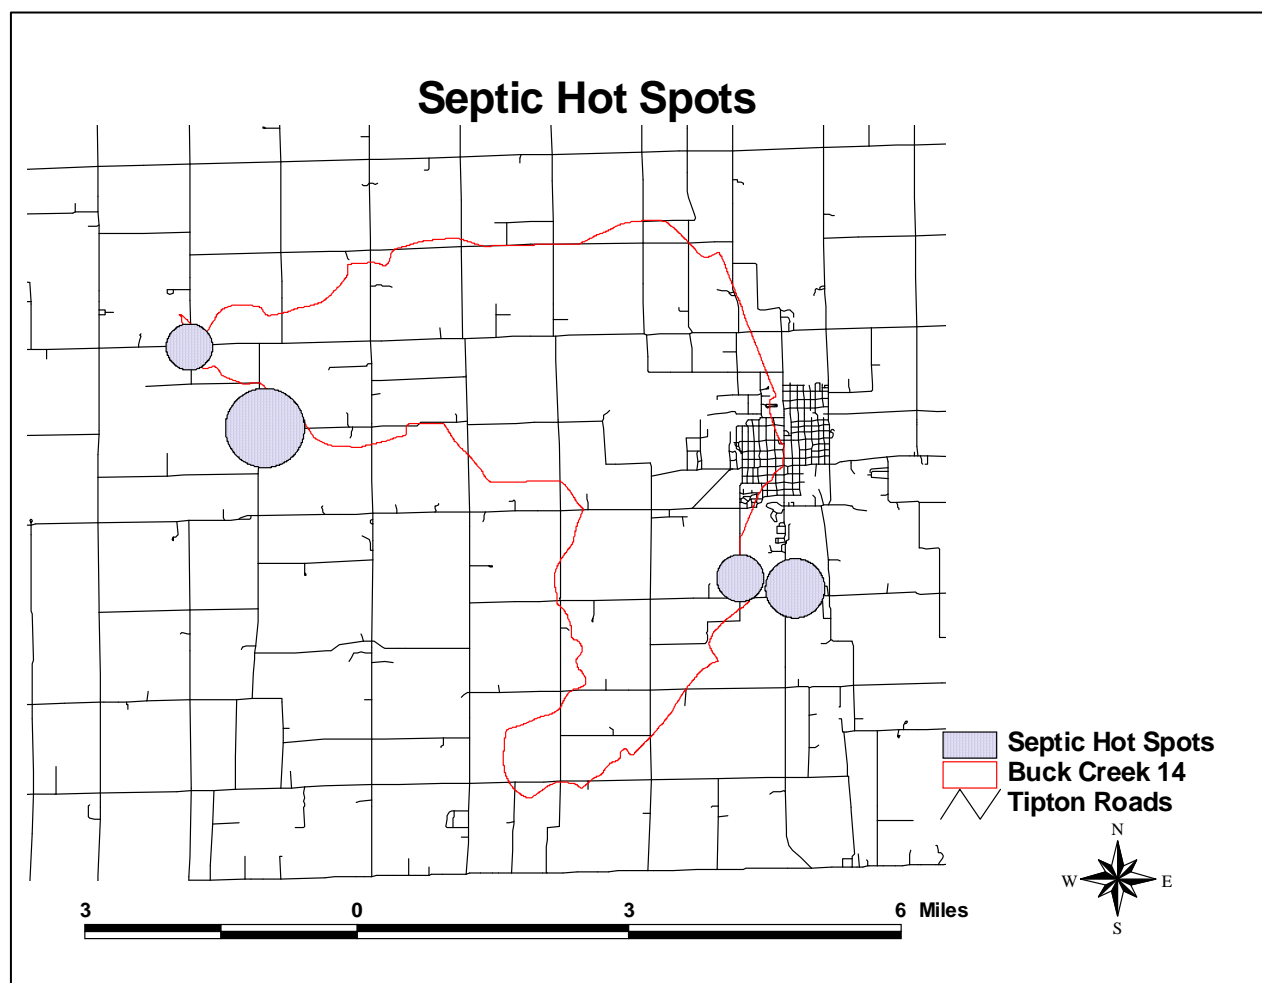 Septic Hot Spots
Septic Hot Spots
Buck Creek 14
Tipton Roads
N
W E
S
3 0 3 6 Miles